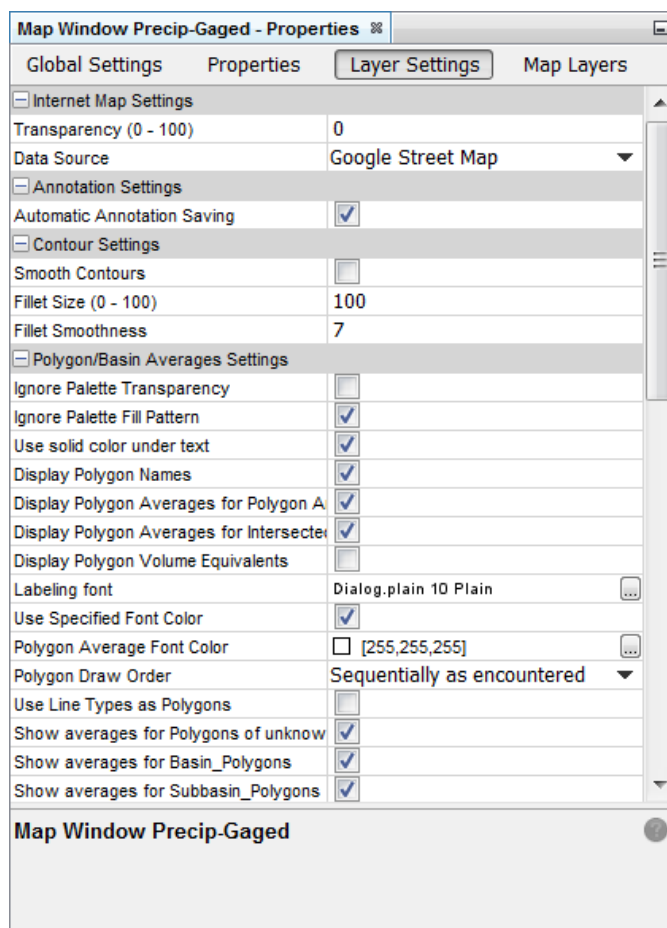 Map Window Precip-Gaged - Properties
Global Settings Properties Layer Settings Map Layers
Internet Map Settings
Transparency (0 - 100) 0
Data Source Google Street Map
Annotation Settings
Automatic Annotation Saving
Contour Settings
Smooth Contours
Fillet Size (0 - 100) 100
Fillet Smoothness 7
Polygon/Basin Averages Settings
Ignore Palette Transparency
Ignore Palette Fill Pattern
Use solid color under text
Display Polygon Names
Display Polygon Averages for Polygon A
Display Polygon Averages for Intersecte
Display Polygon Volume Equivalents
Labeling font Dialog.plain 10 Plain ...
Use Specified Font Color
Polygon Average Font Color [255,255,255] ...
Polygon Draw Order Sequentially as encountered
Use Line Types as Polygons
Show averages for Polygons of unknow
Show averages for Basin_Polygons
Show averages for Subbasin_Polygons
Map Window Precip-Gaged ?